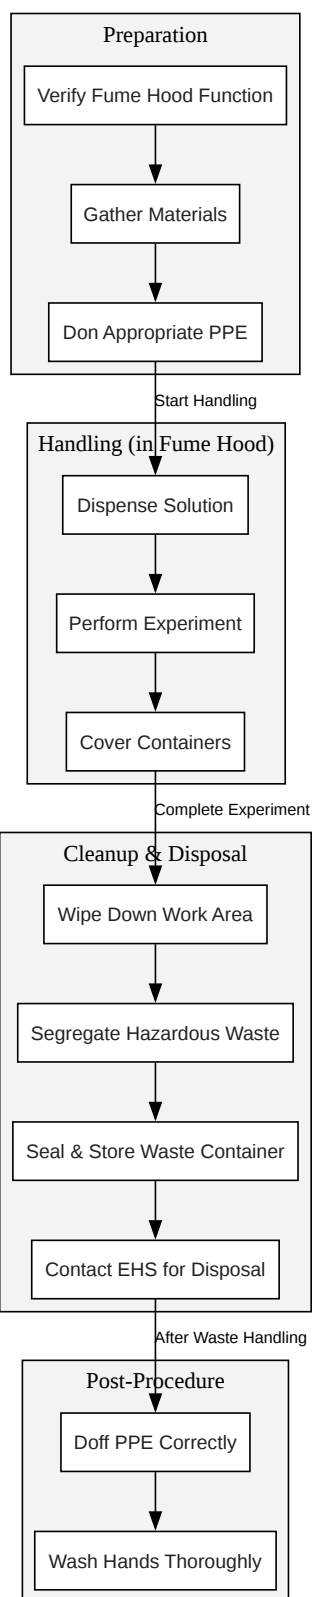 Preparation
Verify Fume Hood Function
Gather Materials
Don Appropriate PPE
Start Handling
Handling (in Fume Hood)
Dispense Solution
Perform Experiment
Cover Containers
Complete Experiment
Cleanup & Disposal
Wipe Down Work Area
Segregate Hazardous Waste
Seal & Store Waste Container
Contact EHS for Disposal
After Waste Handling
Post-Procedure
Doff PPE Correctly
Wash Hands Thoroughly